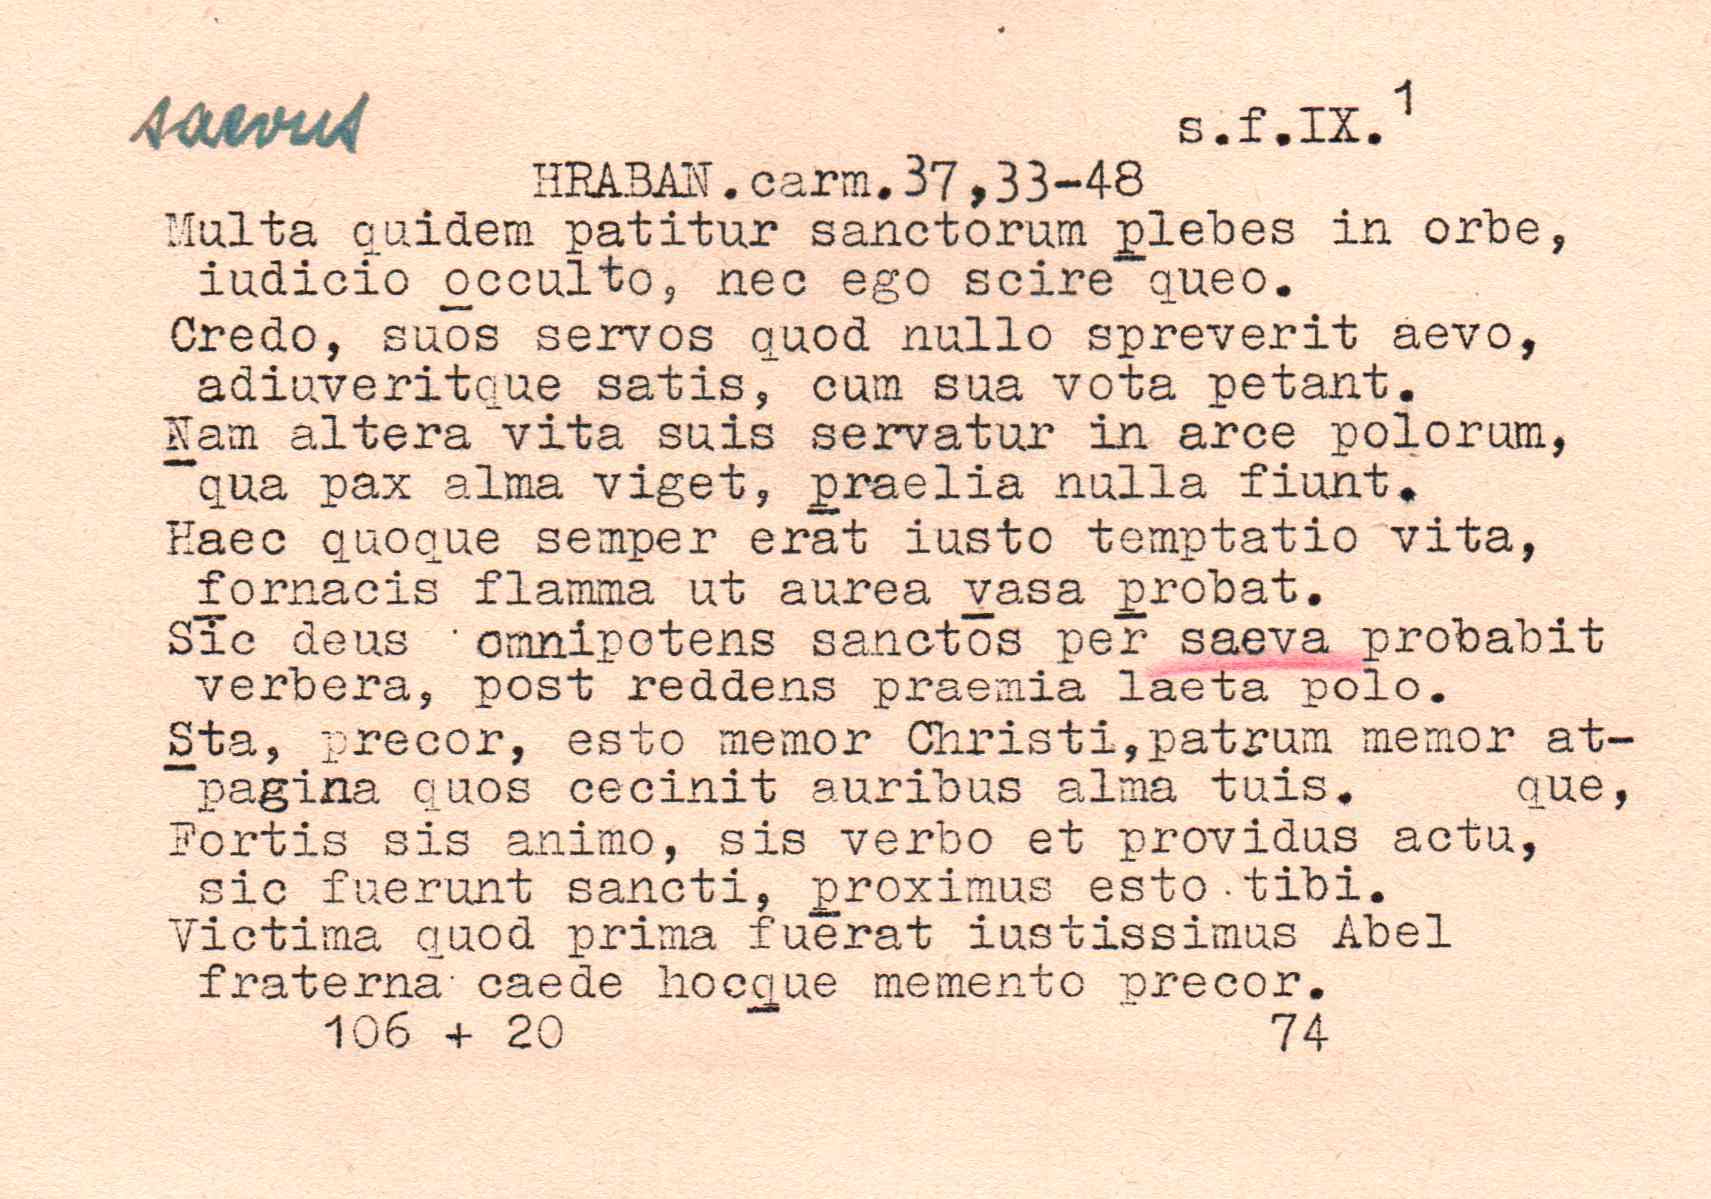 saevus
s.f.IX.1
HRABAN.carm.37,33-48
Multa quidem patitur sanctorum plebes in orbe,
iudicio occulto, nec ego scire queo.
Credo, suos servos quod nullo spreverit aevo,
adiuveritque satis, cum sua vota petant.
Nam altera vita suis servatur in arce polorum,
qua pax alma viget, praelia nulla fiunt.
Haec quoque semper erat iusto temptatio vita,
fornacis flamma ut aurea vasa probat.
Sic deus omnipotens sanctos per saeva probabit
verbera, post reddens praemia laeta polo.
Sta, precor, esto memor Christi,patrum memor at-
pagina quos cecinit auribus alma tuis. que,
Fortis sis animo, sis verbo et providus actu,
sic fuerunt sancti, proximus esto tibi.
Victima quod prima fuerat iustissimus Abel
fraterna caede hocque memento precor.
106 + 20 74